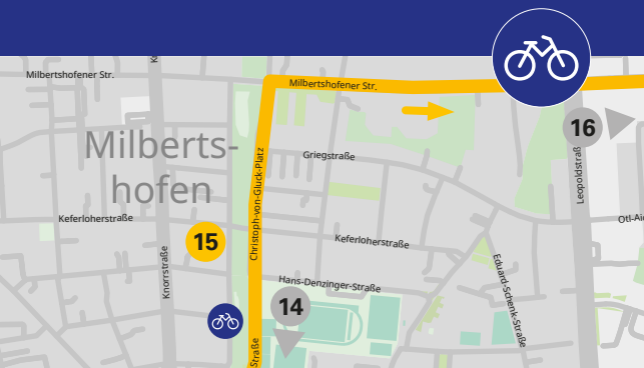 Milbertshofener Str.
Milbertshofener Str.
16
Milberts-
hofen
Griegstraße
Christoph-von-Gluck-Platz
Keferloherstraße
15
Keferloherstraße
Knorrstraße
Hans-Denzinger-Straße
14
Eduard-Schenk-Straße
Straße